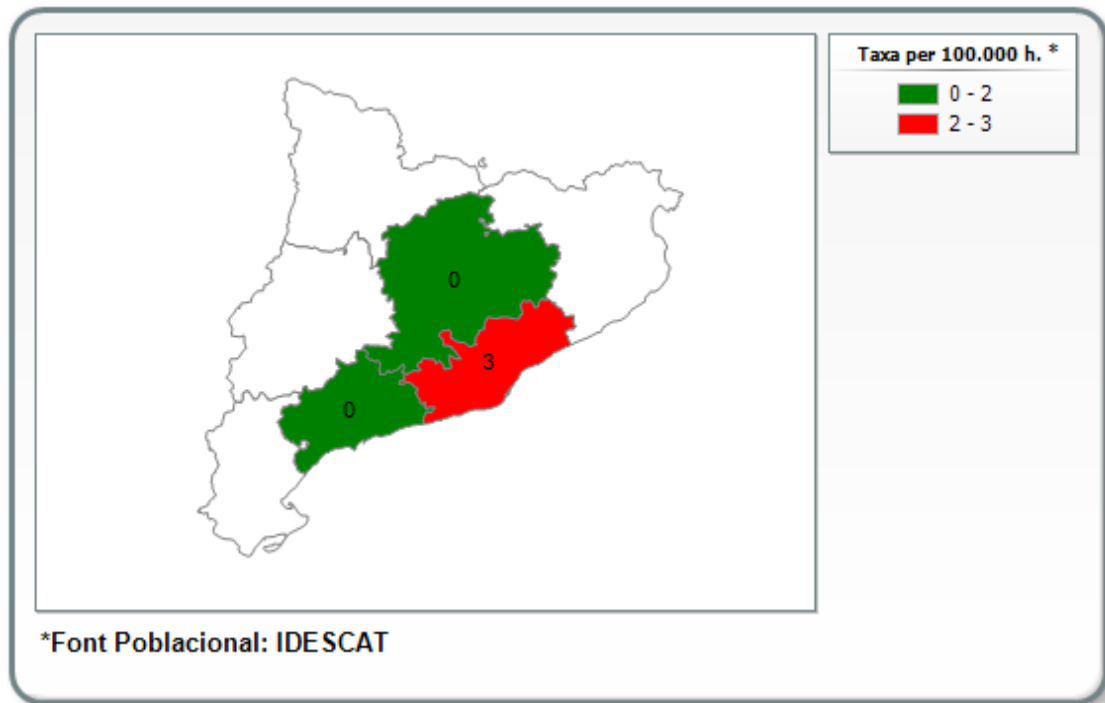 Taxa per 100.000 h. *
0 - 2
2 - 3
0
3
0
*Font Poblacional: IDESCAT